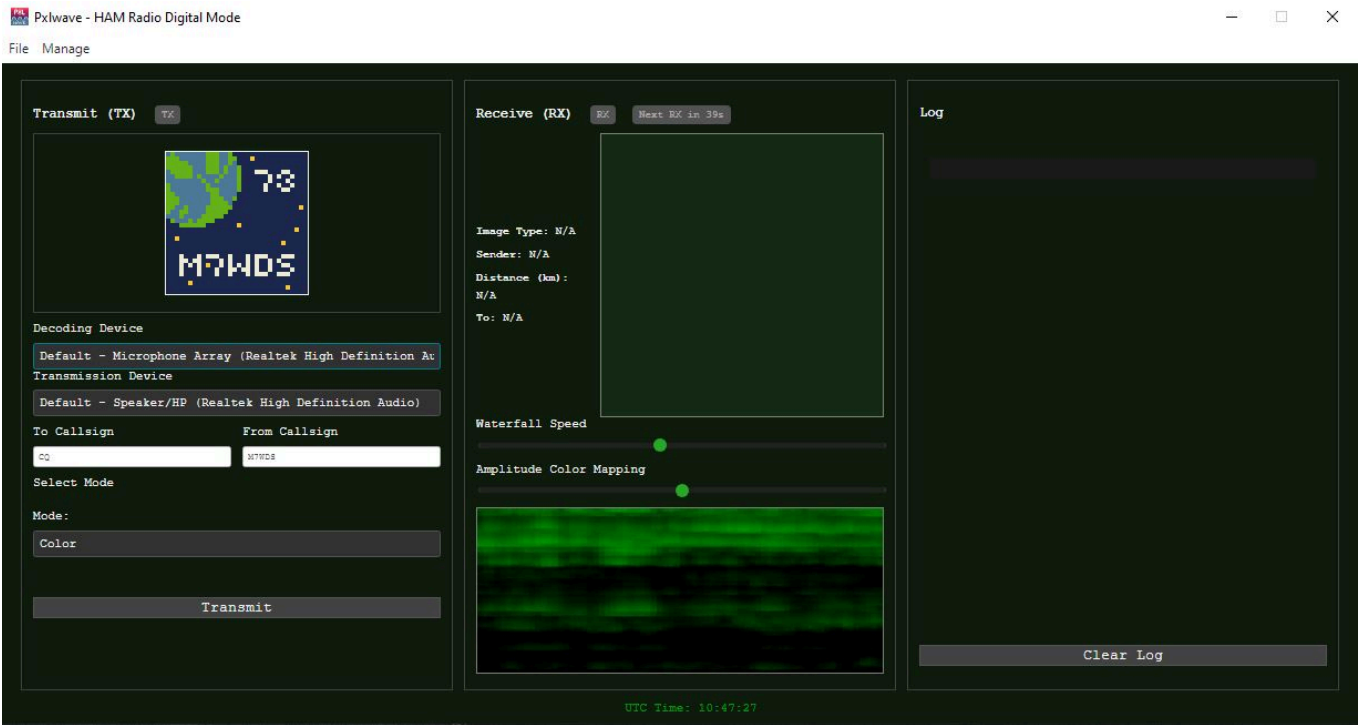 PXL
Pxlwave - HAM Radio Digital Mode
File Manage
Transmit (TX) TX
73
M7WDS
Decoding Device
Default - Microphone Array (Realtek High Definition Au
Transmission Device
Default - Speaker/HP (Realtek High Definition Audio)
To Callsign From Callsign
CQ M7WDS
Select Mode
Mode:
Color
Transmit
Receive (RX) RX Next RX in 39s
Image Type: N/A
Sender: N/A
Distance (km):
N/A
To: N/A
Waterfall Speed
Amplitude Color Mapping
Log
Clear Log
UTC Time: 10:47:27